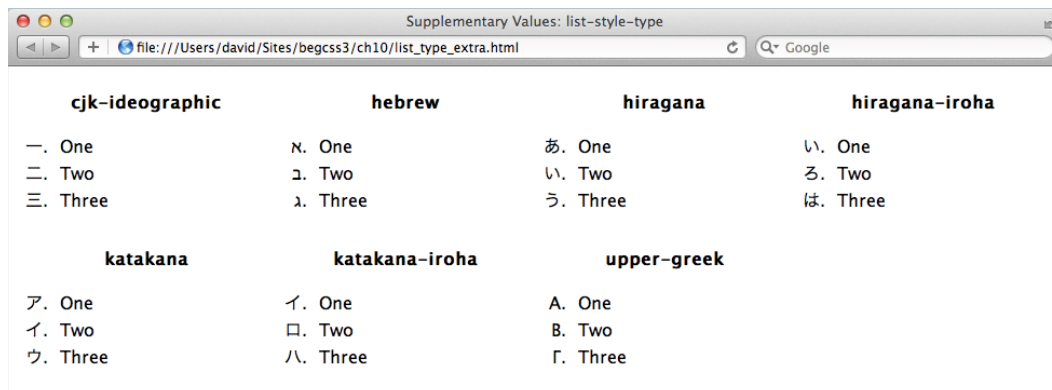 Supplementary Values: list-style-type
file:///Users/david/Sites/begcss3/ch10/list_type_extra.html
Google
cjk-ideographic
一. One
二. Two
三. Three
hebrew
א. One
ב. Two
ג. Three
hiragana
あ. One
い. Two
う. Three
hiragana-iroha
い. One
ろ. Two
は. Three
katakana
ア. One
イ. Two
ウ. Three
katakana-iroha
イ. One
ロ. Two
ハ. Three
upper-greek
Α. One
Β. Two
Γ. Three